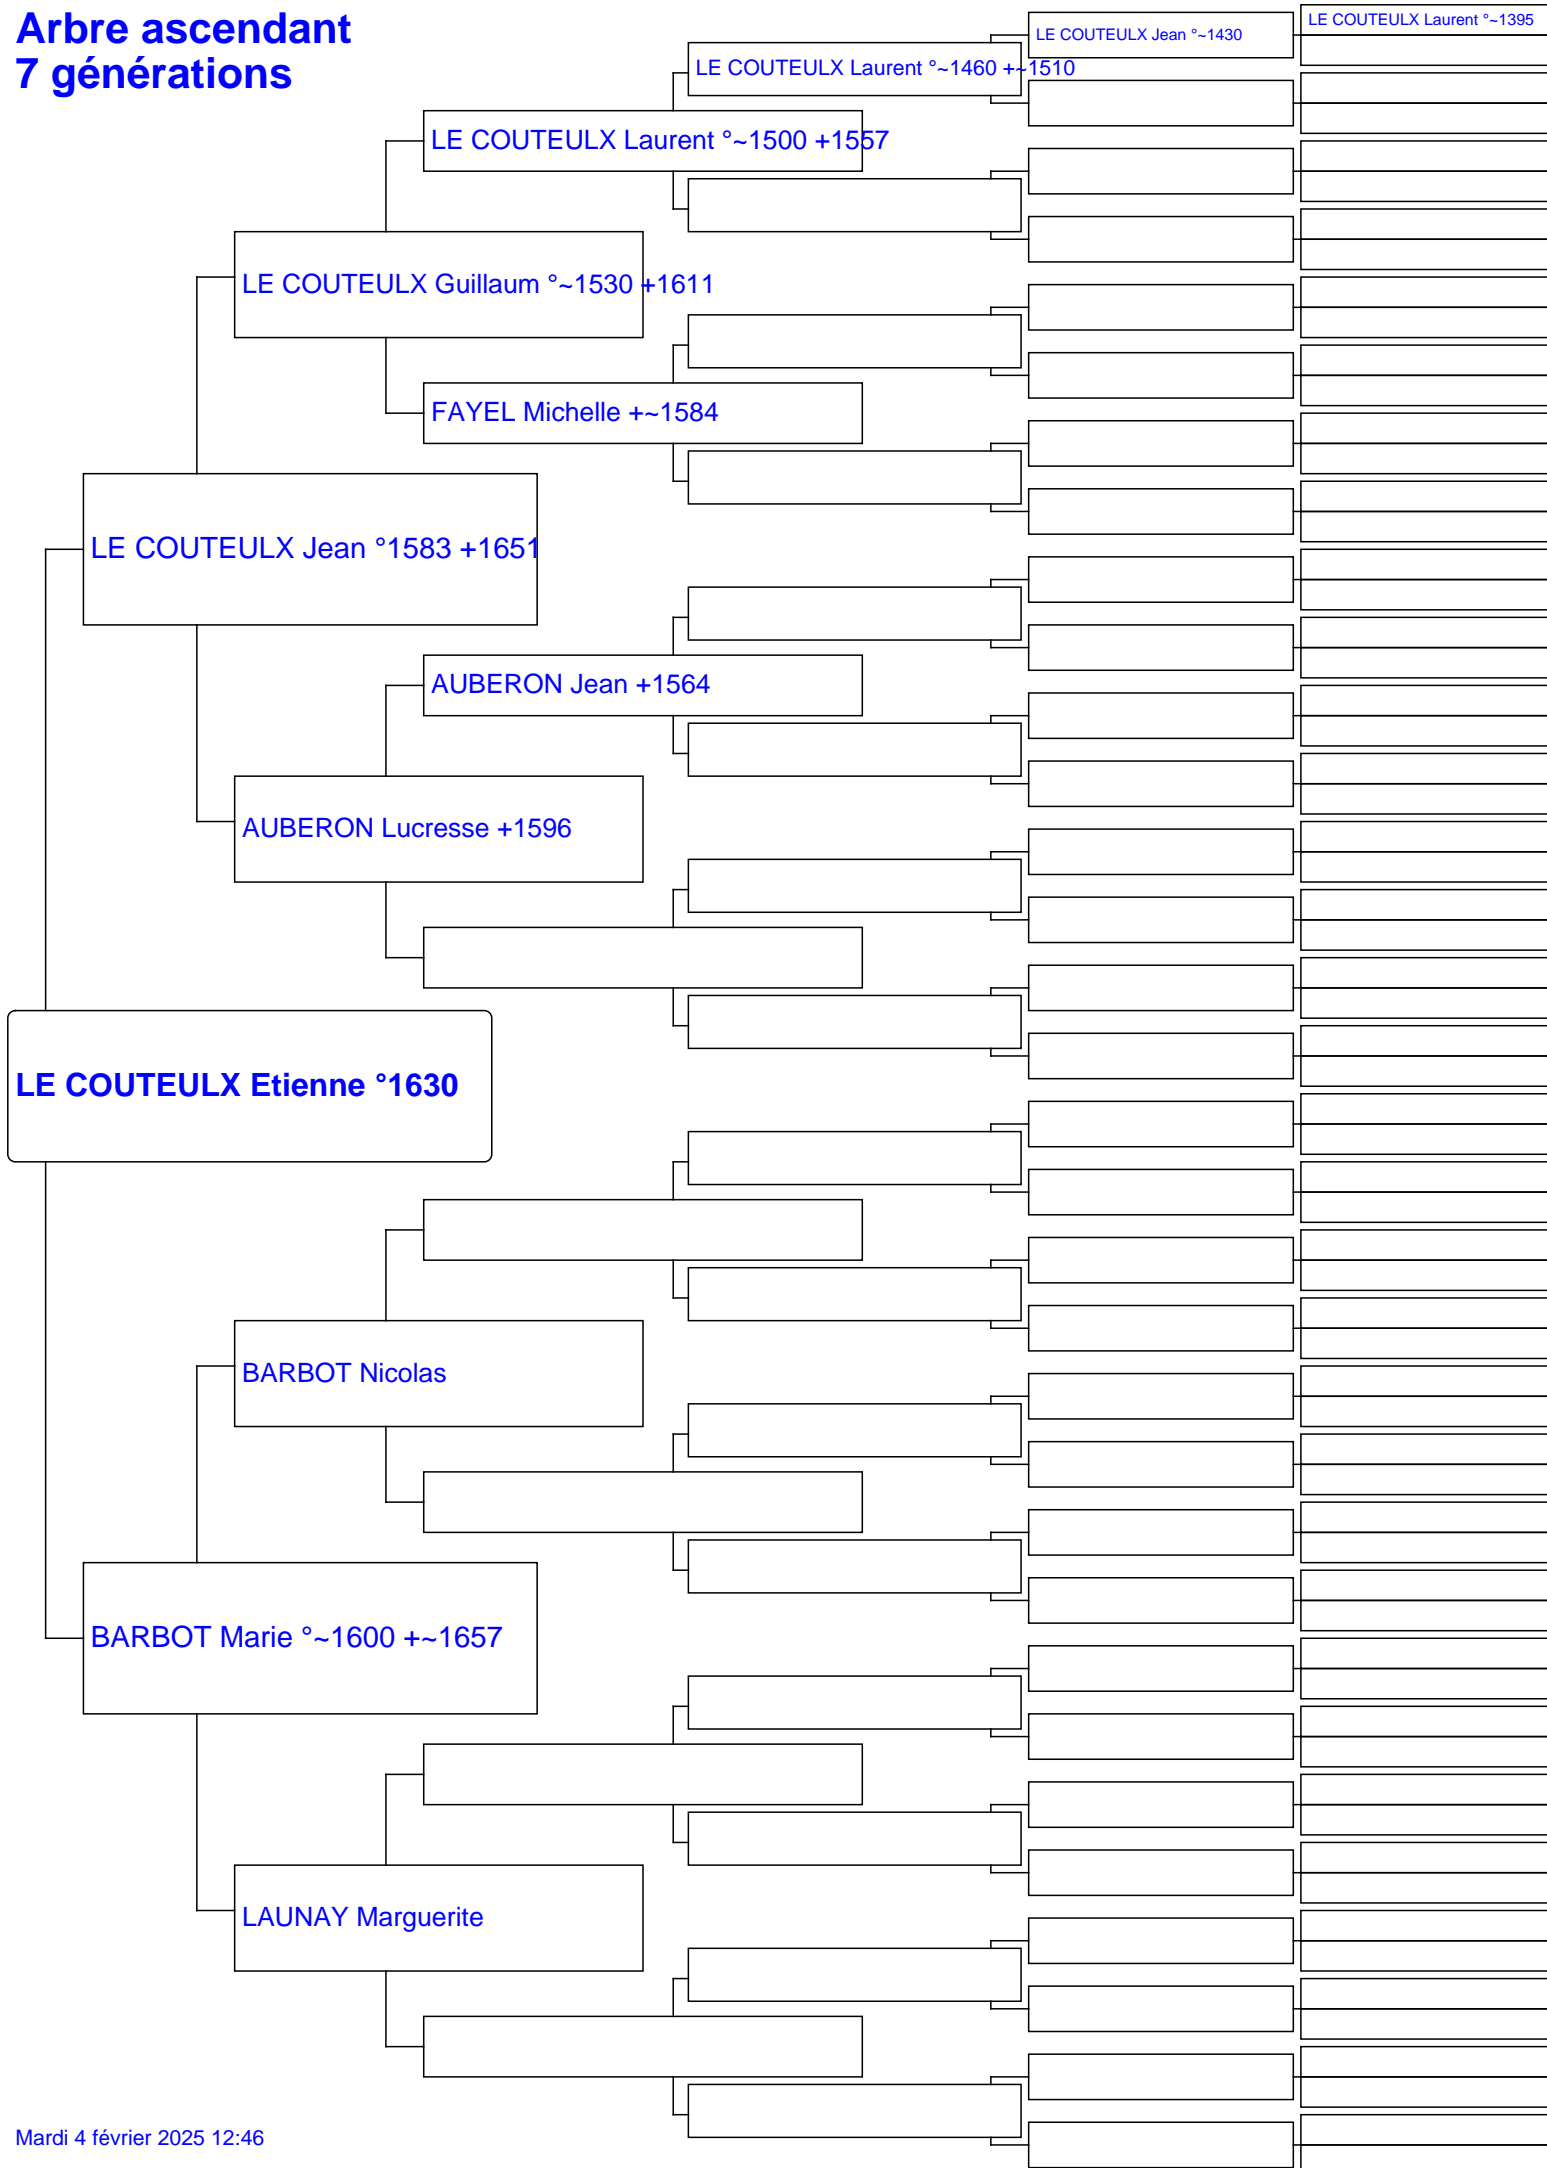 Arbre ascendant
7 générations
LE COUTEULX Laurent °~1395
LE COUTEULX Jean °~1430
LE COUTEULX Laurent °~1460 +~1510
LE COUTEULX Laurent °~1500 +1557
LE COUTEULX Guillaum °~1530 +1611
FAYEL Michelle +~1584
LE COUTEULX Jean °1583 +1651
AUBERON Jean +1564
AUBERON Lucresse +1596
LE COUTEULX Etienne °1630
BARBOT Nicolas
BARBOT Marie °~1600 +~1657
LAUNAY Marguerite
Mardi 4 février 2025 12:46